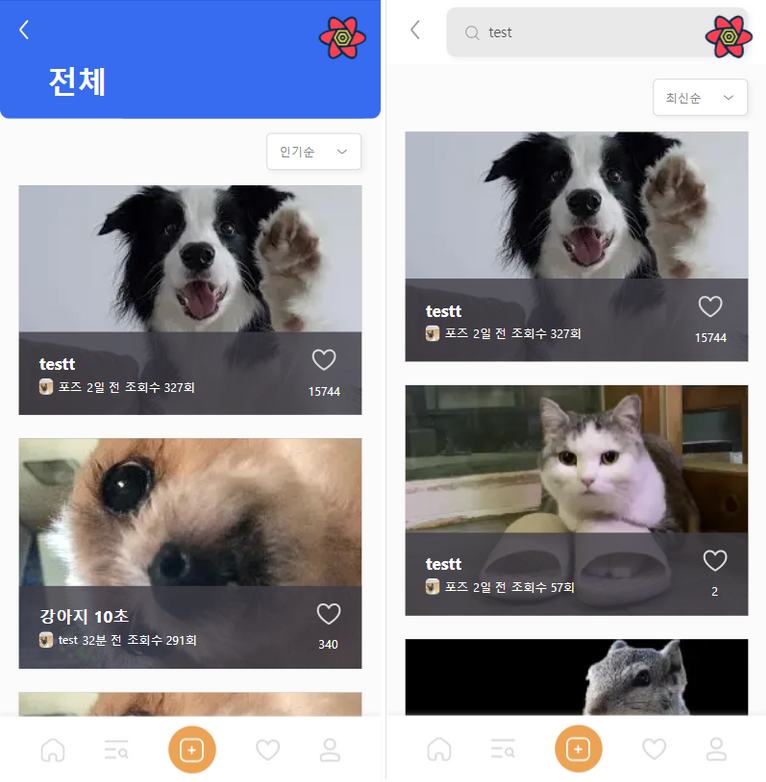 전체
인기순
testt
포즈 2일 전 조회수 327회
15744
강아지 10초
test 32분 전 조회수 291회
340
test
최신순
testt
포즈 2일 전 조회수 327회
15744
testt
포즈 2일 전 조회수 57회
2